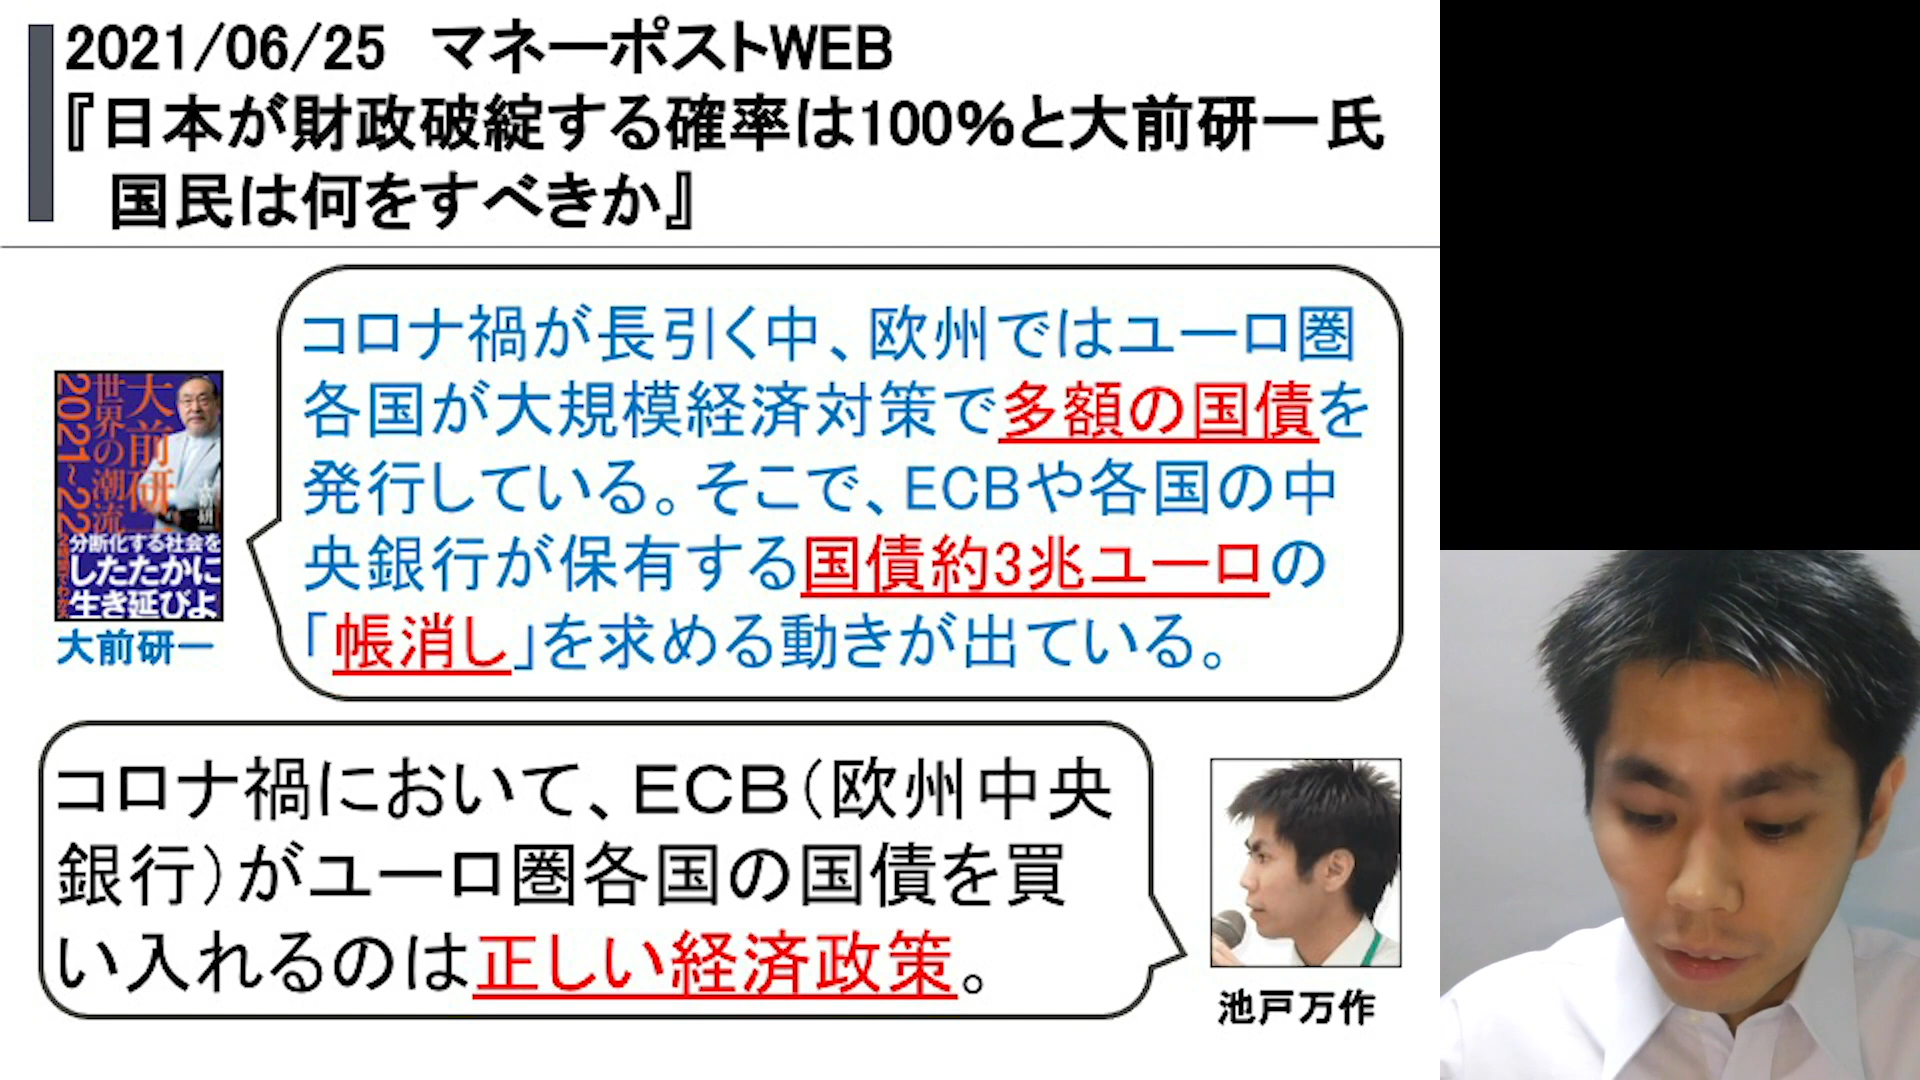 2021/06/25 マネーポストWEB
『日本が財政破綻する確率は100%と大前研一氏
国民は何をすべきか』
コロナ禍が長引く中、欧州ではユーロ圏
各国が大規模経済対策で多額の国債を
発行している。そこで、ECBや各国の中
央銀行が保有する国債約3兆ユーロの
「帳消し」を求める動きが出ている。
大前研一
世界の潮流
2021~22
分断化する社会を
したたかに
生き延びよ
大前研一
コロナ禍において、ECB(欧州中央
銀行)がユーロ圏各国の国債を買
い入れるのは正しい経済政策。
池戸万作